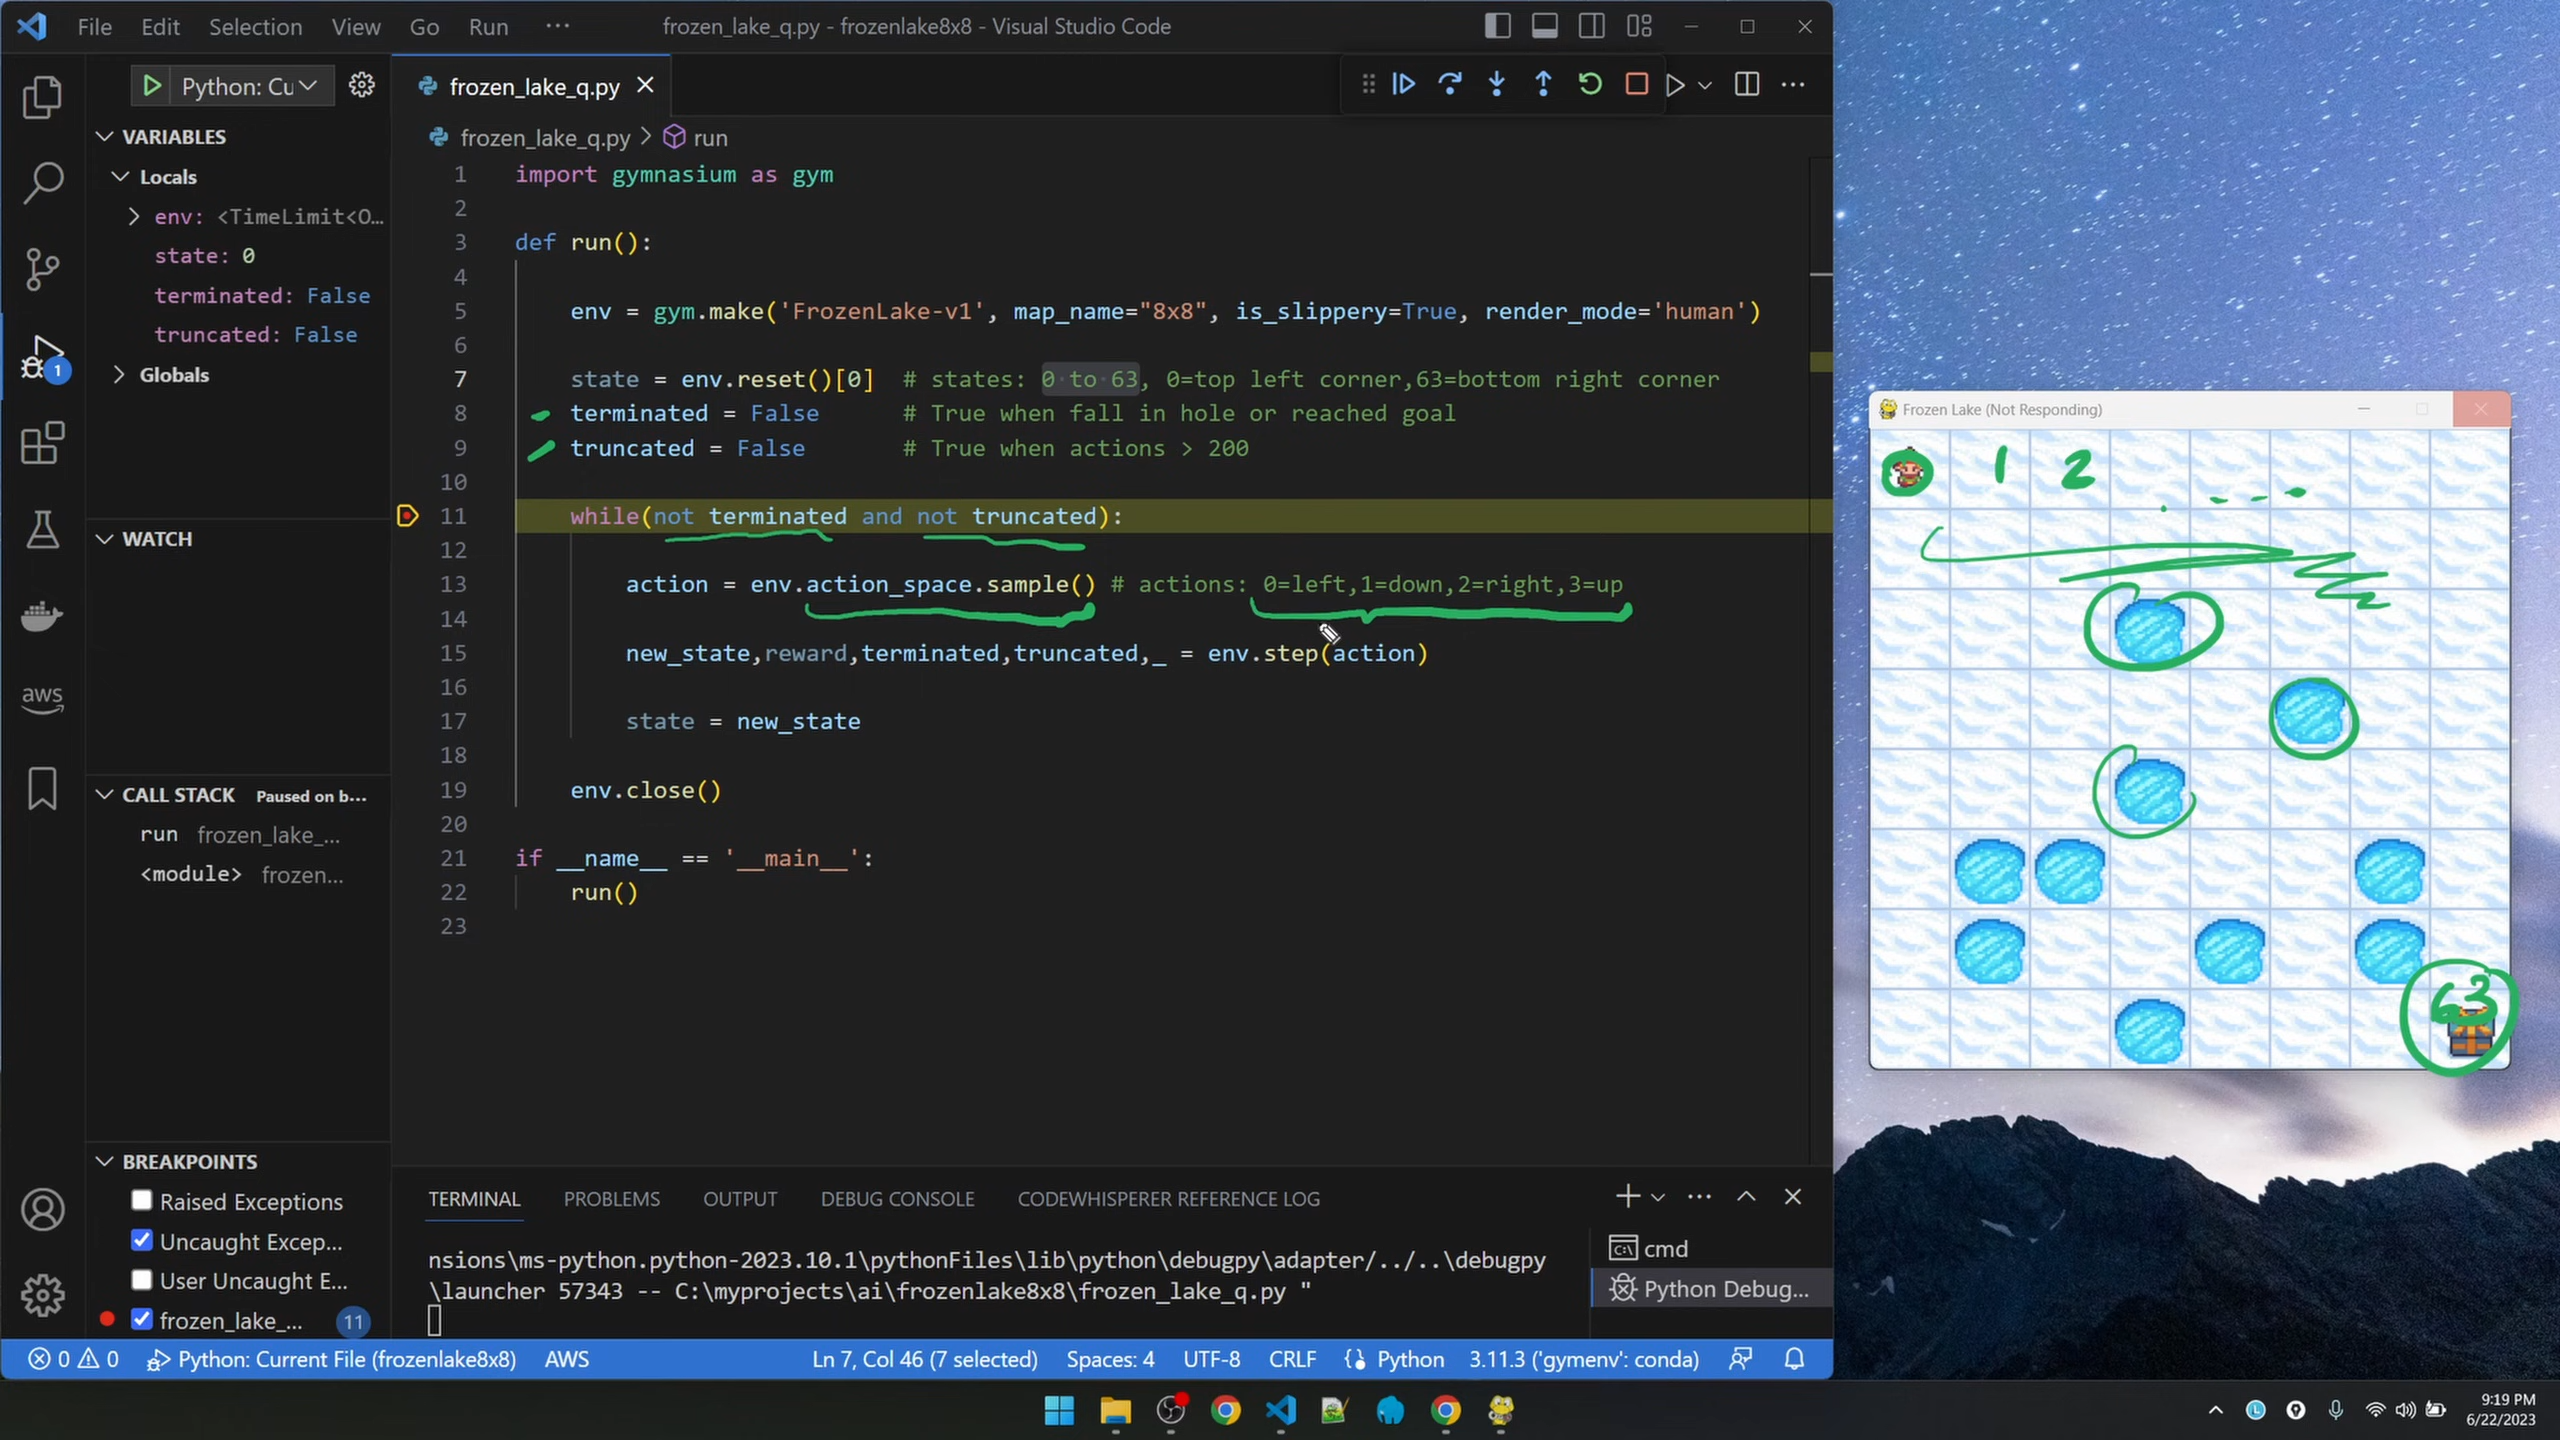 File Edit Selection View Go Run ··· frozen_lake_q.py - frozenlake8x8 - Visual Studio Code
Python: Cu
frozen_lake_q.py
VARIABLES
Locals
env: <TimeLimit<O...
state: 0
terminated: False
truncated: False
Globals
WATCH
CALL STACK Paused on b...
run frozen_lake_...
<module> frozen...
BREAKPOINTS
Raised Exceptions
Uncaught Excep...
User Uncaught E...
frozen_lake_... 11
1
aws
frozen_lake_q.py > run
1 import gymnasium as gym
2
3 def run():
4
5 env = gym.make('FrozenLake-v1', map_name="8x8", is_slippery=True, render_mode='human')
6
7 state = env.reset()[0] # states: 0 to 63, 0=top left corner,63=bottom right corner
8 terminated = False # True when fall in hole or reached goal
9 truncated = False # True when actions > 200
10
11 while(not terminated and not truncated):
12
13 action = env.action_space.sample() # actions: 0=left,1=down,2=right,3=up
14
15 new_state,reward,terminated,truncated,_ = env.step(action)
16
17 state = new_state
18
19 env.close()
20
21 if __name__ == '__main__':
22 run()
23
TERMINAL PROBLEMS OUTPUT DEBUG CONSOLE CODEWHISPERER REFERENCE LOG
nsions\ms-python.python-2023.10.1\pythonFiles\lib\python\debugpy\adapter/../..\debugpy
\launcher 57343 -- C:\myprojects\ai\frozenlake8x8\frozen_lake_q.py "
cmd
Python Debug...
0 0 Python: Current File (frozenlake8x8) AWS Ln 7, Col 46 (7 selected) Spaces: 4 UTF-8 CRLF Python 3.11.3 ('gymenv': conda)
Frozen Lake (Not Responding)
1 2
63
9:19 PM
6/22/2023